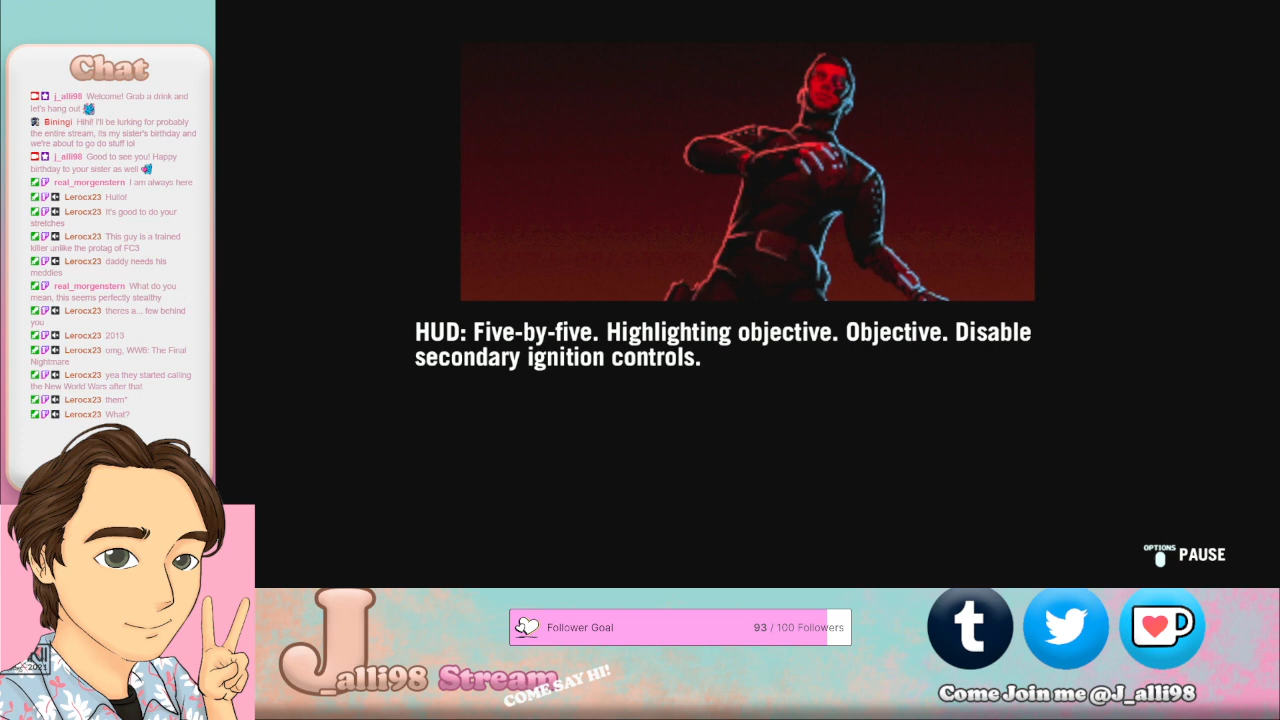 Chat
j_alli98 Welcome! Grab a drink and
let's hang out
Biningi Hihi! I'll be lurking for probably
the entire stream, its my sister's birthday and
we're about to go do stuff lol
j_alli98 Good to see you! Happy
birthday to your sister as well
real_morgenstern I am always here
Lerocx23 Hullo!
Lerocx23 It's good to do your
stretches
Lerocx23 This guy is a trained
killer unlike the protag of FC3
Lerocx23 daddy needs his
meddies
real_morgenstern What do you
mean, this seems perfectly stealthy
Lerocx23 theres a... few behind
you
Lerocx23 2013
Lerocx23 omg, WW6: The Final
Nightmare
Lerocx23 yea they started calling
the New World Wars after that
Lerocx23 them*
Lerocx23 What?
HUD: Five-by-five. Highlighting objective. Objective. Disable
secondary ignition controls.
OPTIONS
PAUSE
2021
J_alli98 Stream
COME SAY HI!
Follower Goal 93 / 100 Followers
Come Join me @J_alli98